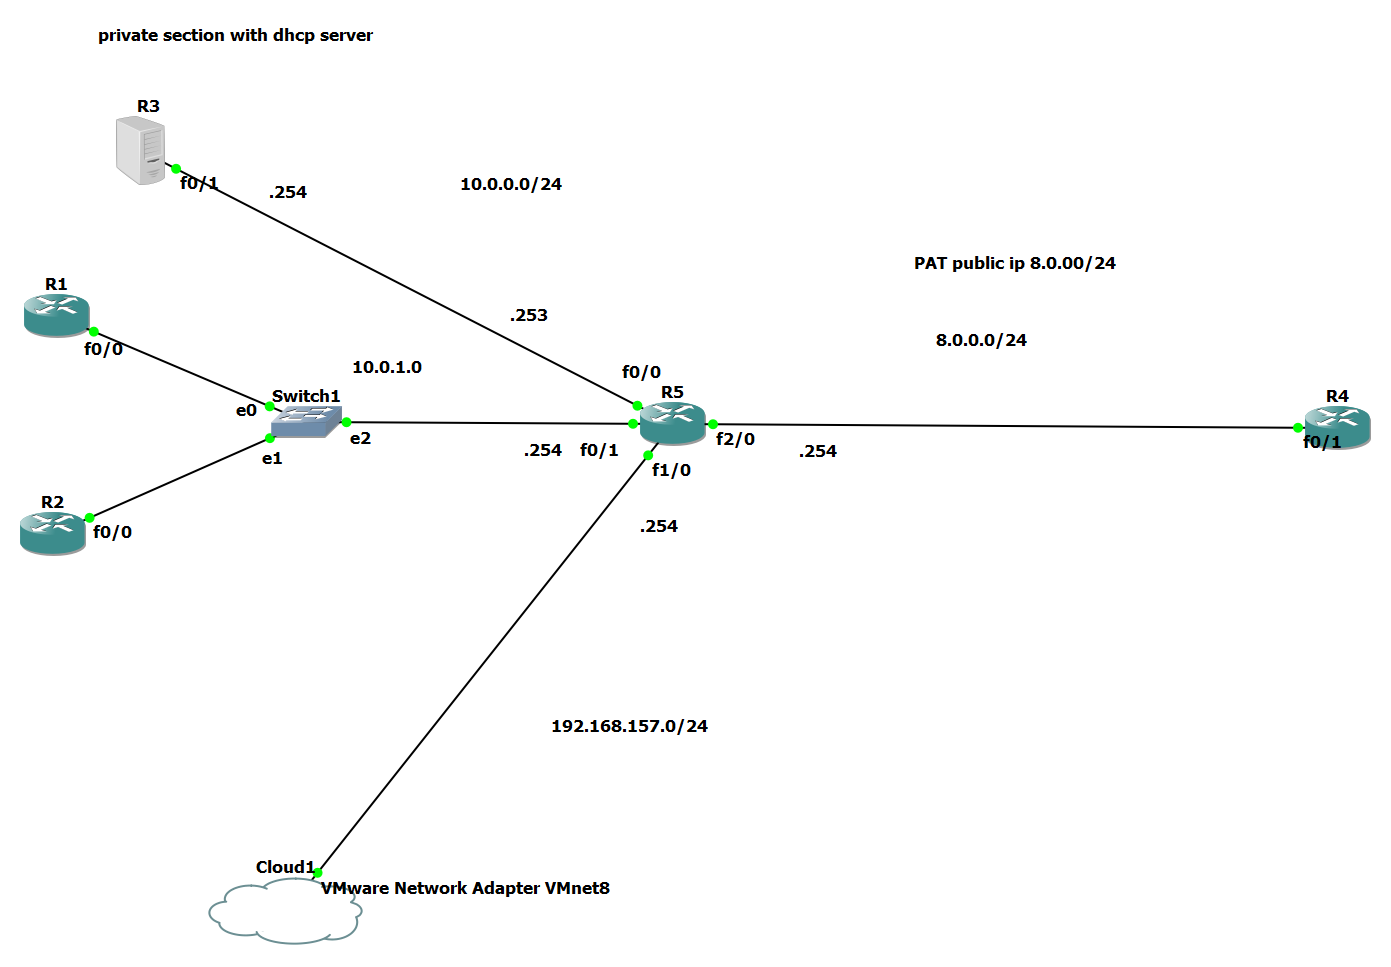 private section with dhcp server
R3
f0/1
.254
10.0.0.0/24
PAT public ip 8.0.00/24
R1
.253
8.0.0.0/24
f0/0
10.0.1.0
f0/0
Switch1
R5
R4
e0
e2
f2/0
f0/1
e1
.254
f0/1
.254
f1/0
R2
.254
f0/0
192.168.157.0/24
Cloud1
VMware Network Adapter VMnet8